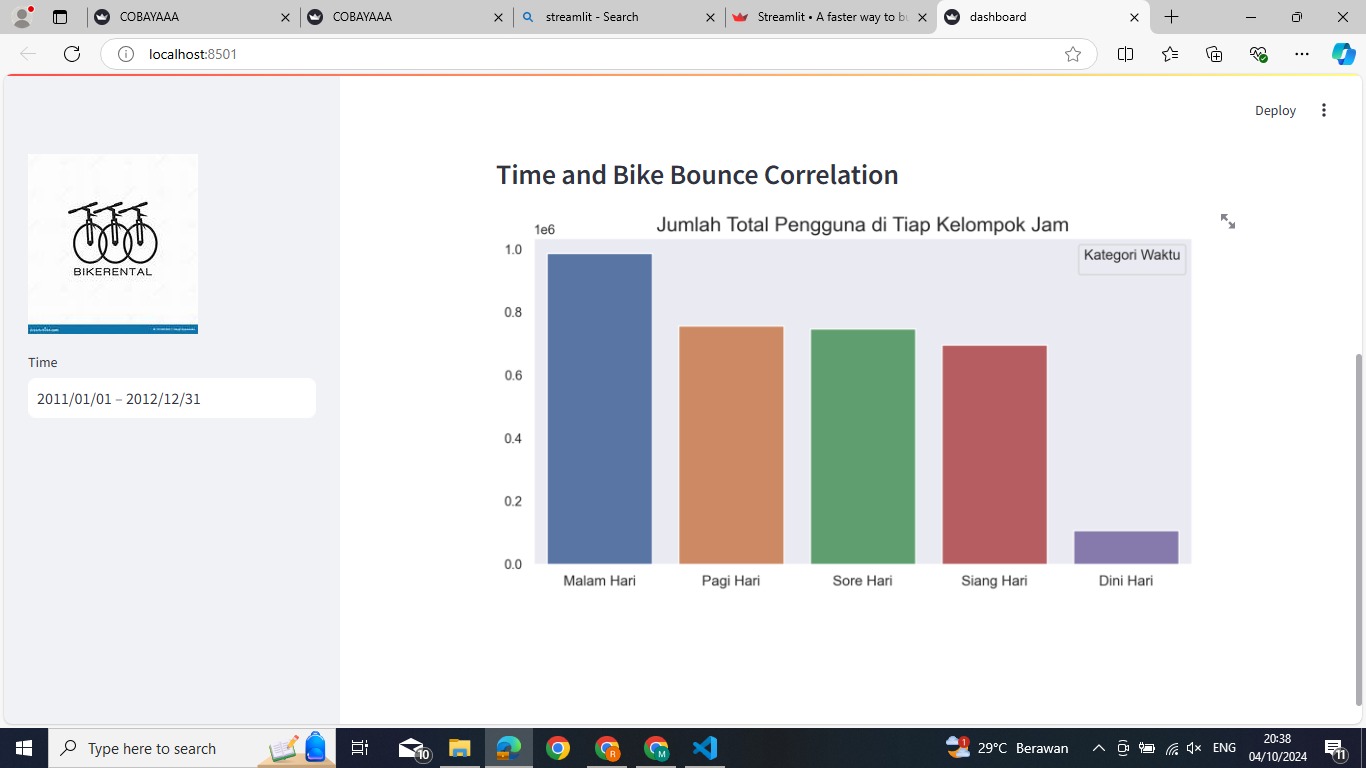 COBAYAAA
COBAYAAA
streamlit - Search
Streamlit • A faster way to bu
dashboard
localhost:8501
Deploy
BIKERENTAL
Time
2011/01/01 – 2012/12/31
Time and Bike Bounce Correlation
Jumlah Total Pengguna di Tiap Kelompok Jam
1e6
Kategori Waktu
1.0
0.8
0.6
0.4
0.2
0.0
Malam Hari
Pagi Hari
Sore Hari
Siang Hari
Dini Hari
Type here to search
10
R
M
1
29°C Berawan
ENG
20:38
04/10/2024
11